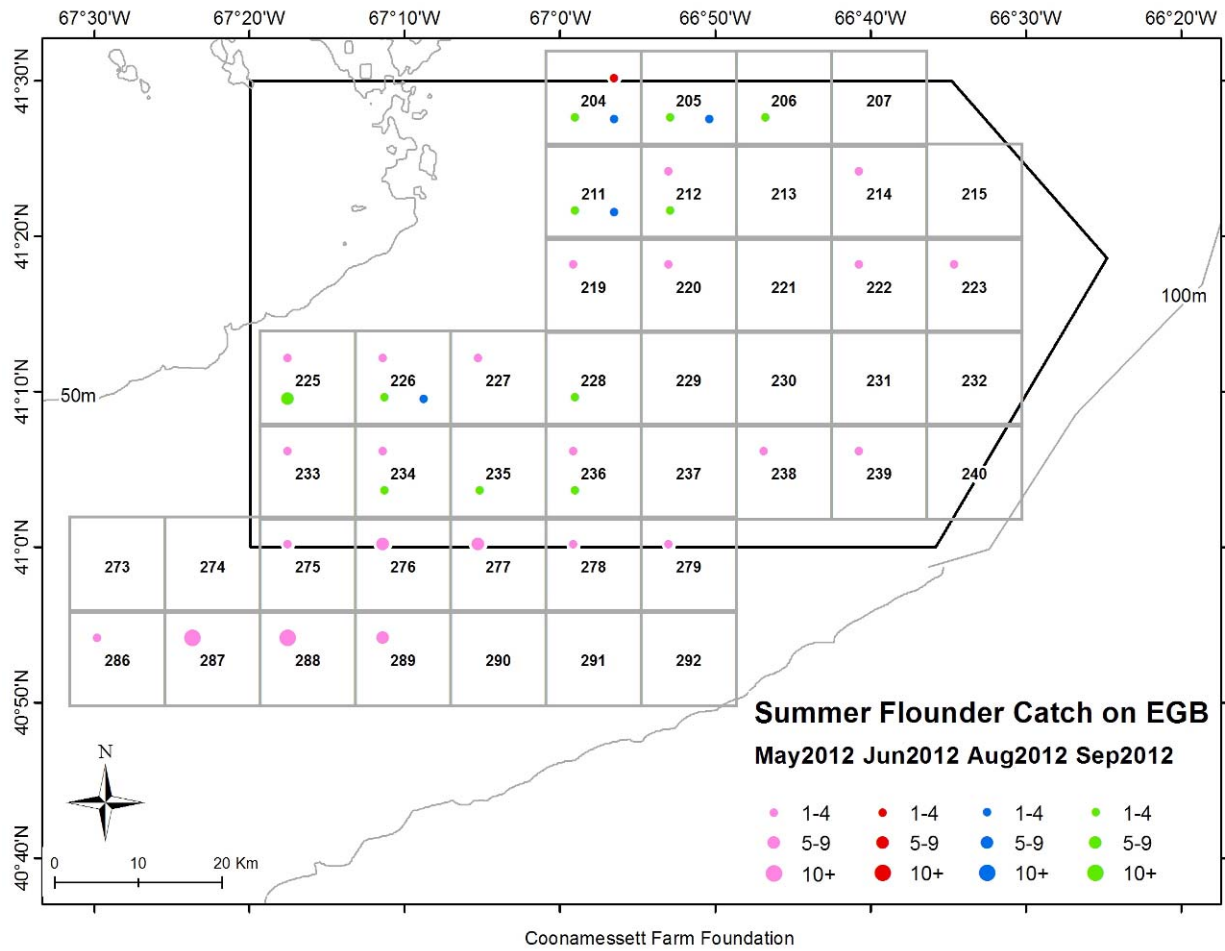 67°30'W 67°20'W 67°10'W 67°0'W 66°50'W 66°40'W 66°30'W 66°20'W
41°30'N
204 205 206 207
211 212 213 214 215
41°20'N
219 220 221 222 223
100m
225 226 227 228 229 230 231 232
41°10'N
50m
233 234 235 236 237 238 239 240
41°0'N
273 274 275 276 277 278 279
286 287 288 289 290 291 292
40°50'N
Summer Flounder Catch on EGB
May2012 Jun2012 Aug2012 Sep2012
N
1-4 1-4 1-4 1-4
5-9 5-9 5-9 5-9
10+ 10+ 10+ 10+
40°40'N
0 10 20 Km
Coonamessett Farm Foundation